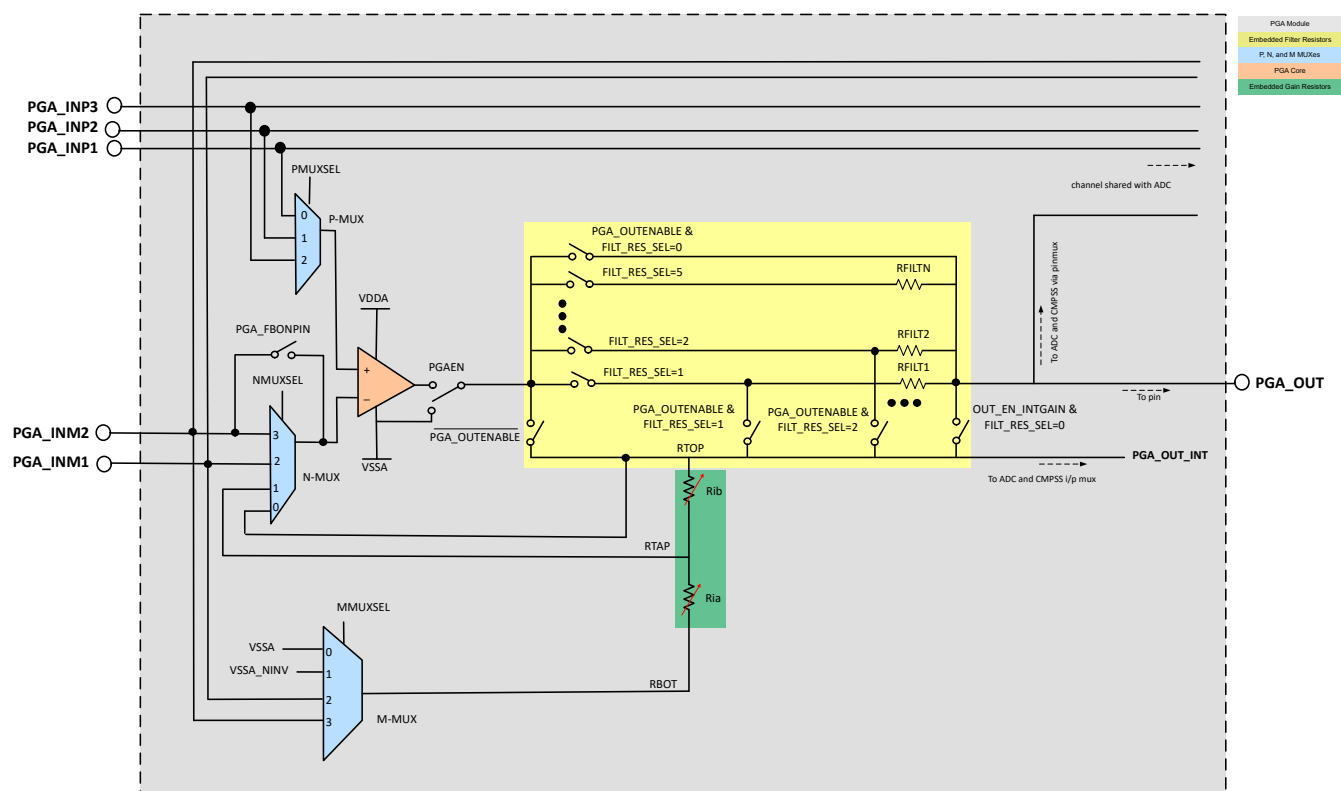 PGA Module
Embedded Filter Resistors
P, N, and M MUXes
PGA Core
Embedded Gain Resistors
PGA_INP3
PGA_INP2
PGA_INP1
PMUXSEL
P-MUX
0
1
2
channel shared with ADC
To ADC and CMPSS via pinmux
PGA_OUTENABLE &
FILT_RES_SEL=0
FILT_RES_SEL=5
RFILTN
FILT_RES_SEL=2
RFILT2
FILT_RES_SEL=1
RFILT1
VDDA
PGA_FBONPIN
NMUXSEL
+
–
PGAEN
VSSA
PGA_OUTENABLE
PGA_OUTENABLE &
FILT_RES_SEL=1
PGA_OUTENABLE &
FILT_RES_SEL=2
OUT_EN_INTGAIN &
FILT_RES_SEL=0
To pin
PGA_OUT
PGA_INM2
PGA_INM1
3
2
1
0
N-MUX
RTOP
PGA_OUT_INT
To ADC and CMPSS i/p mux
Rib
RTAP
Ria
MMUXSEL
VSSA
VSSA_NINV
0
1
2
3
M-MUX
RBOT